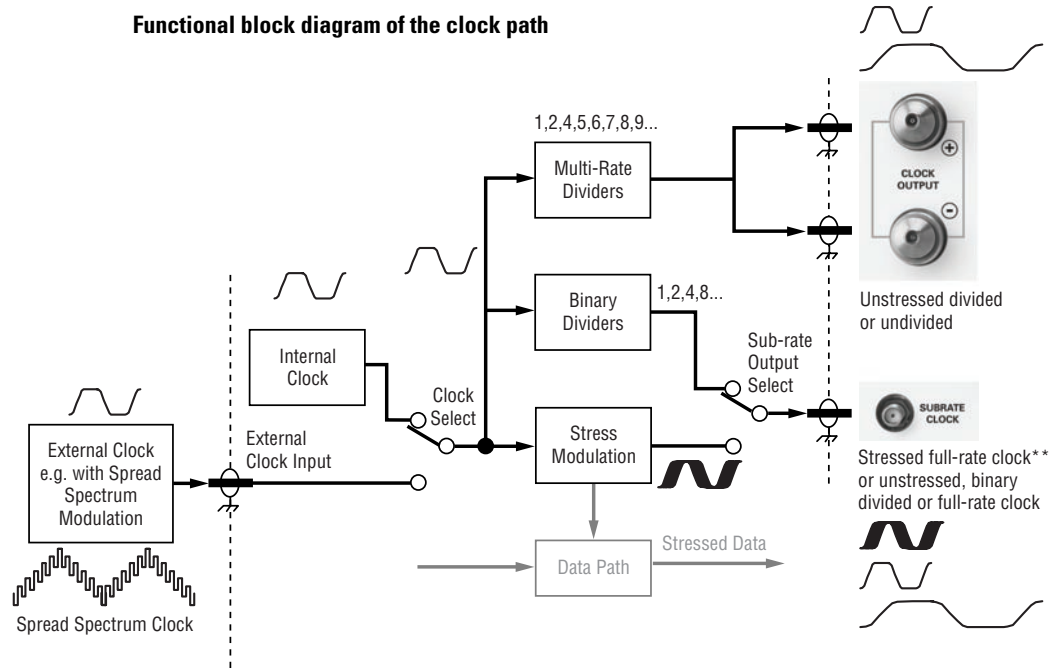 Functional block diagram of the clock path
1,2,4,5,6,7,8,9...
Multi-Rate
Dividers
+
CLOCK
OUTPUT
−
Unstressed divided
or undivided
Binary
Dividers
1,2,4,8...
Sub-rate
Output
Select
Internal
Clock
Clock
Select
SUBRATE
CLOCK
External Clock
e.g. with Spread
Spectrum
Modulation
External
Clock Input
Stress
Modulation
Stressed full-rate clock**
or unstressed, binary
divided or full-rate clock
Data Path
Stressed Data
Spread Spectrum Clock